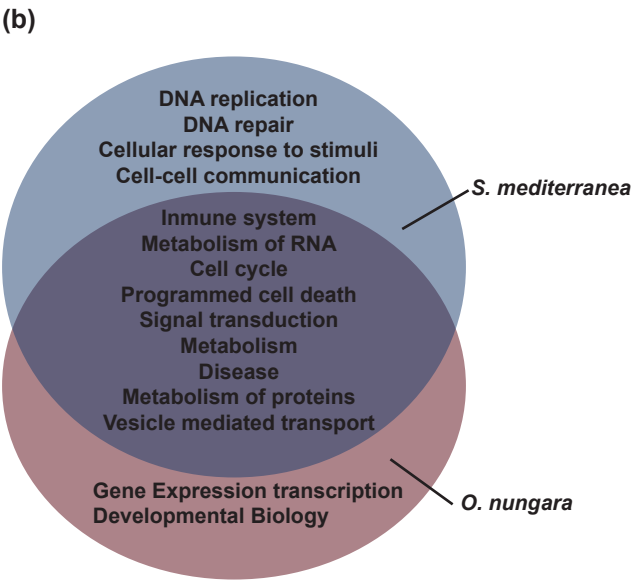 (b)
DNA replication
DNA repair
Cellular response to stimuli
Cell-cell communication
S. mediterranea
Inmune system
Metabolism of RNA
Cell cycle
Programmed cell death
Signal transduction
Metabolism
Disease
Metabolism of proteins
Vesicle mediated transport
Gene Expression transcription
Developmental Biology
O. nungara